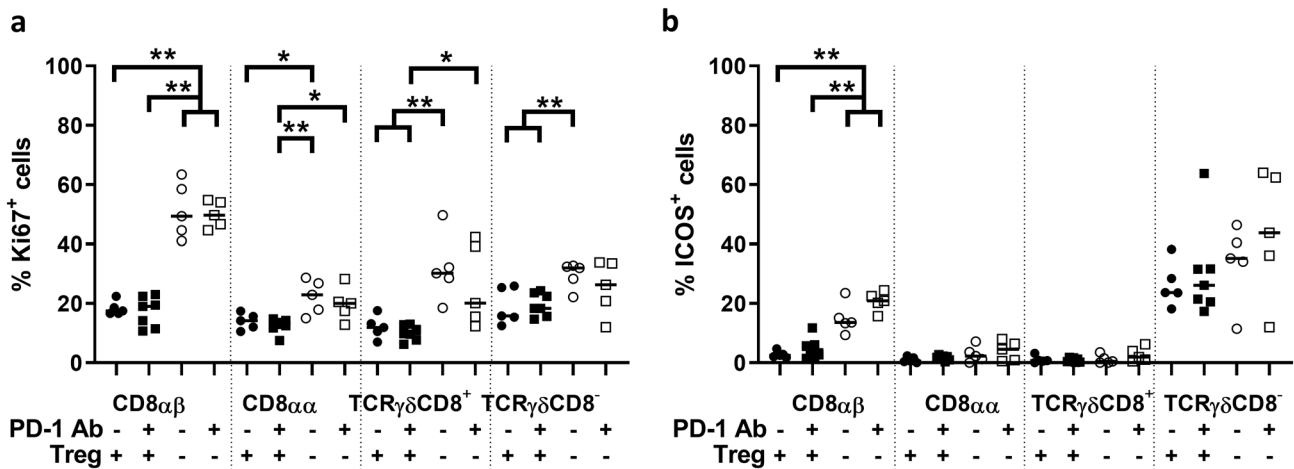 a
b
% Ki67+ cells
100
80
60
40
20
0
** ** * * ** ** * **
CD8αβ CD8αα TCRγδCD8+ TCRγδCD8-
PD-1 Ab - + - + - + - + - + - + - + - +
Treg + + - - + + - - + + - - + + - -
% ICOS+ cells
100
80
60
40
20
0
** **
CD8αβ CD8αα TCRγδCD8+ TCRγδCD8-
PD-1 Ab - + - + - + - + - + - + - + - +
Treg + + - - + + - - + + - - + + - -